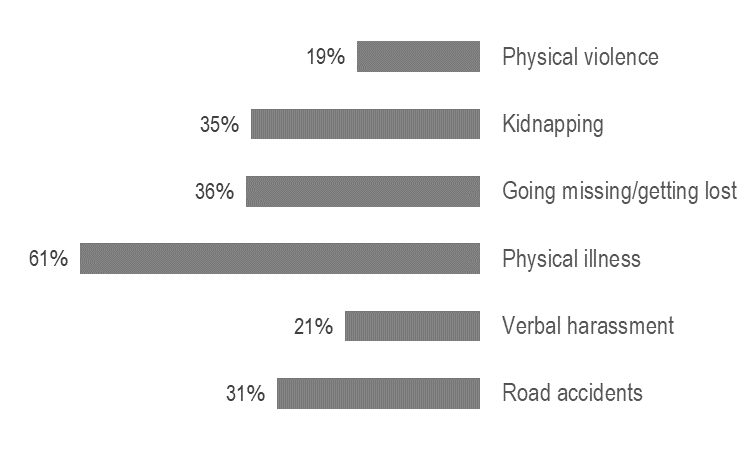 19% Physical violence
35% Kidnapping
36% Going missing/getting lost
61% Physical illness
21% Verbal harassment
31% Road accidents